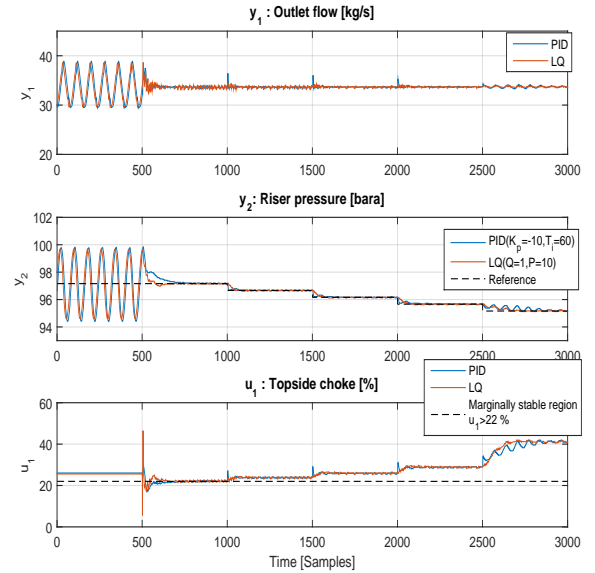 y1 : Outlet flow [kg/s]
40
30
20
y1
PID
LQ
0
500
1000
1500
2000
2500
3000
y2: Riser pressure [bara]
102
100
98
96
94
y2
PID(Kp=-10,Ti=60)
LQ(Q=1,P=10)
Reference
0
500
1000
1500
2000
2500
3000
u1 : Topside choke [%]
PID
LQ
Marginally stable region
u1>22 %
60
40
20
0
u1
0
500
1000
1500
2000
2500
3000
Time [Samples]